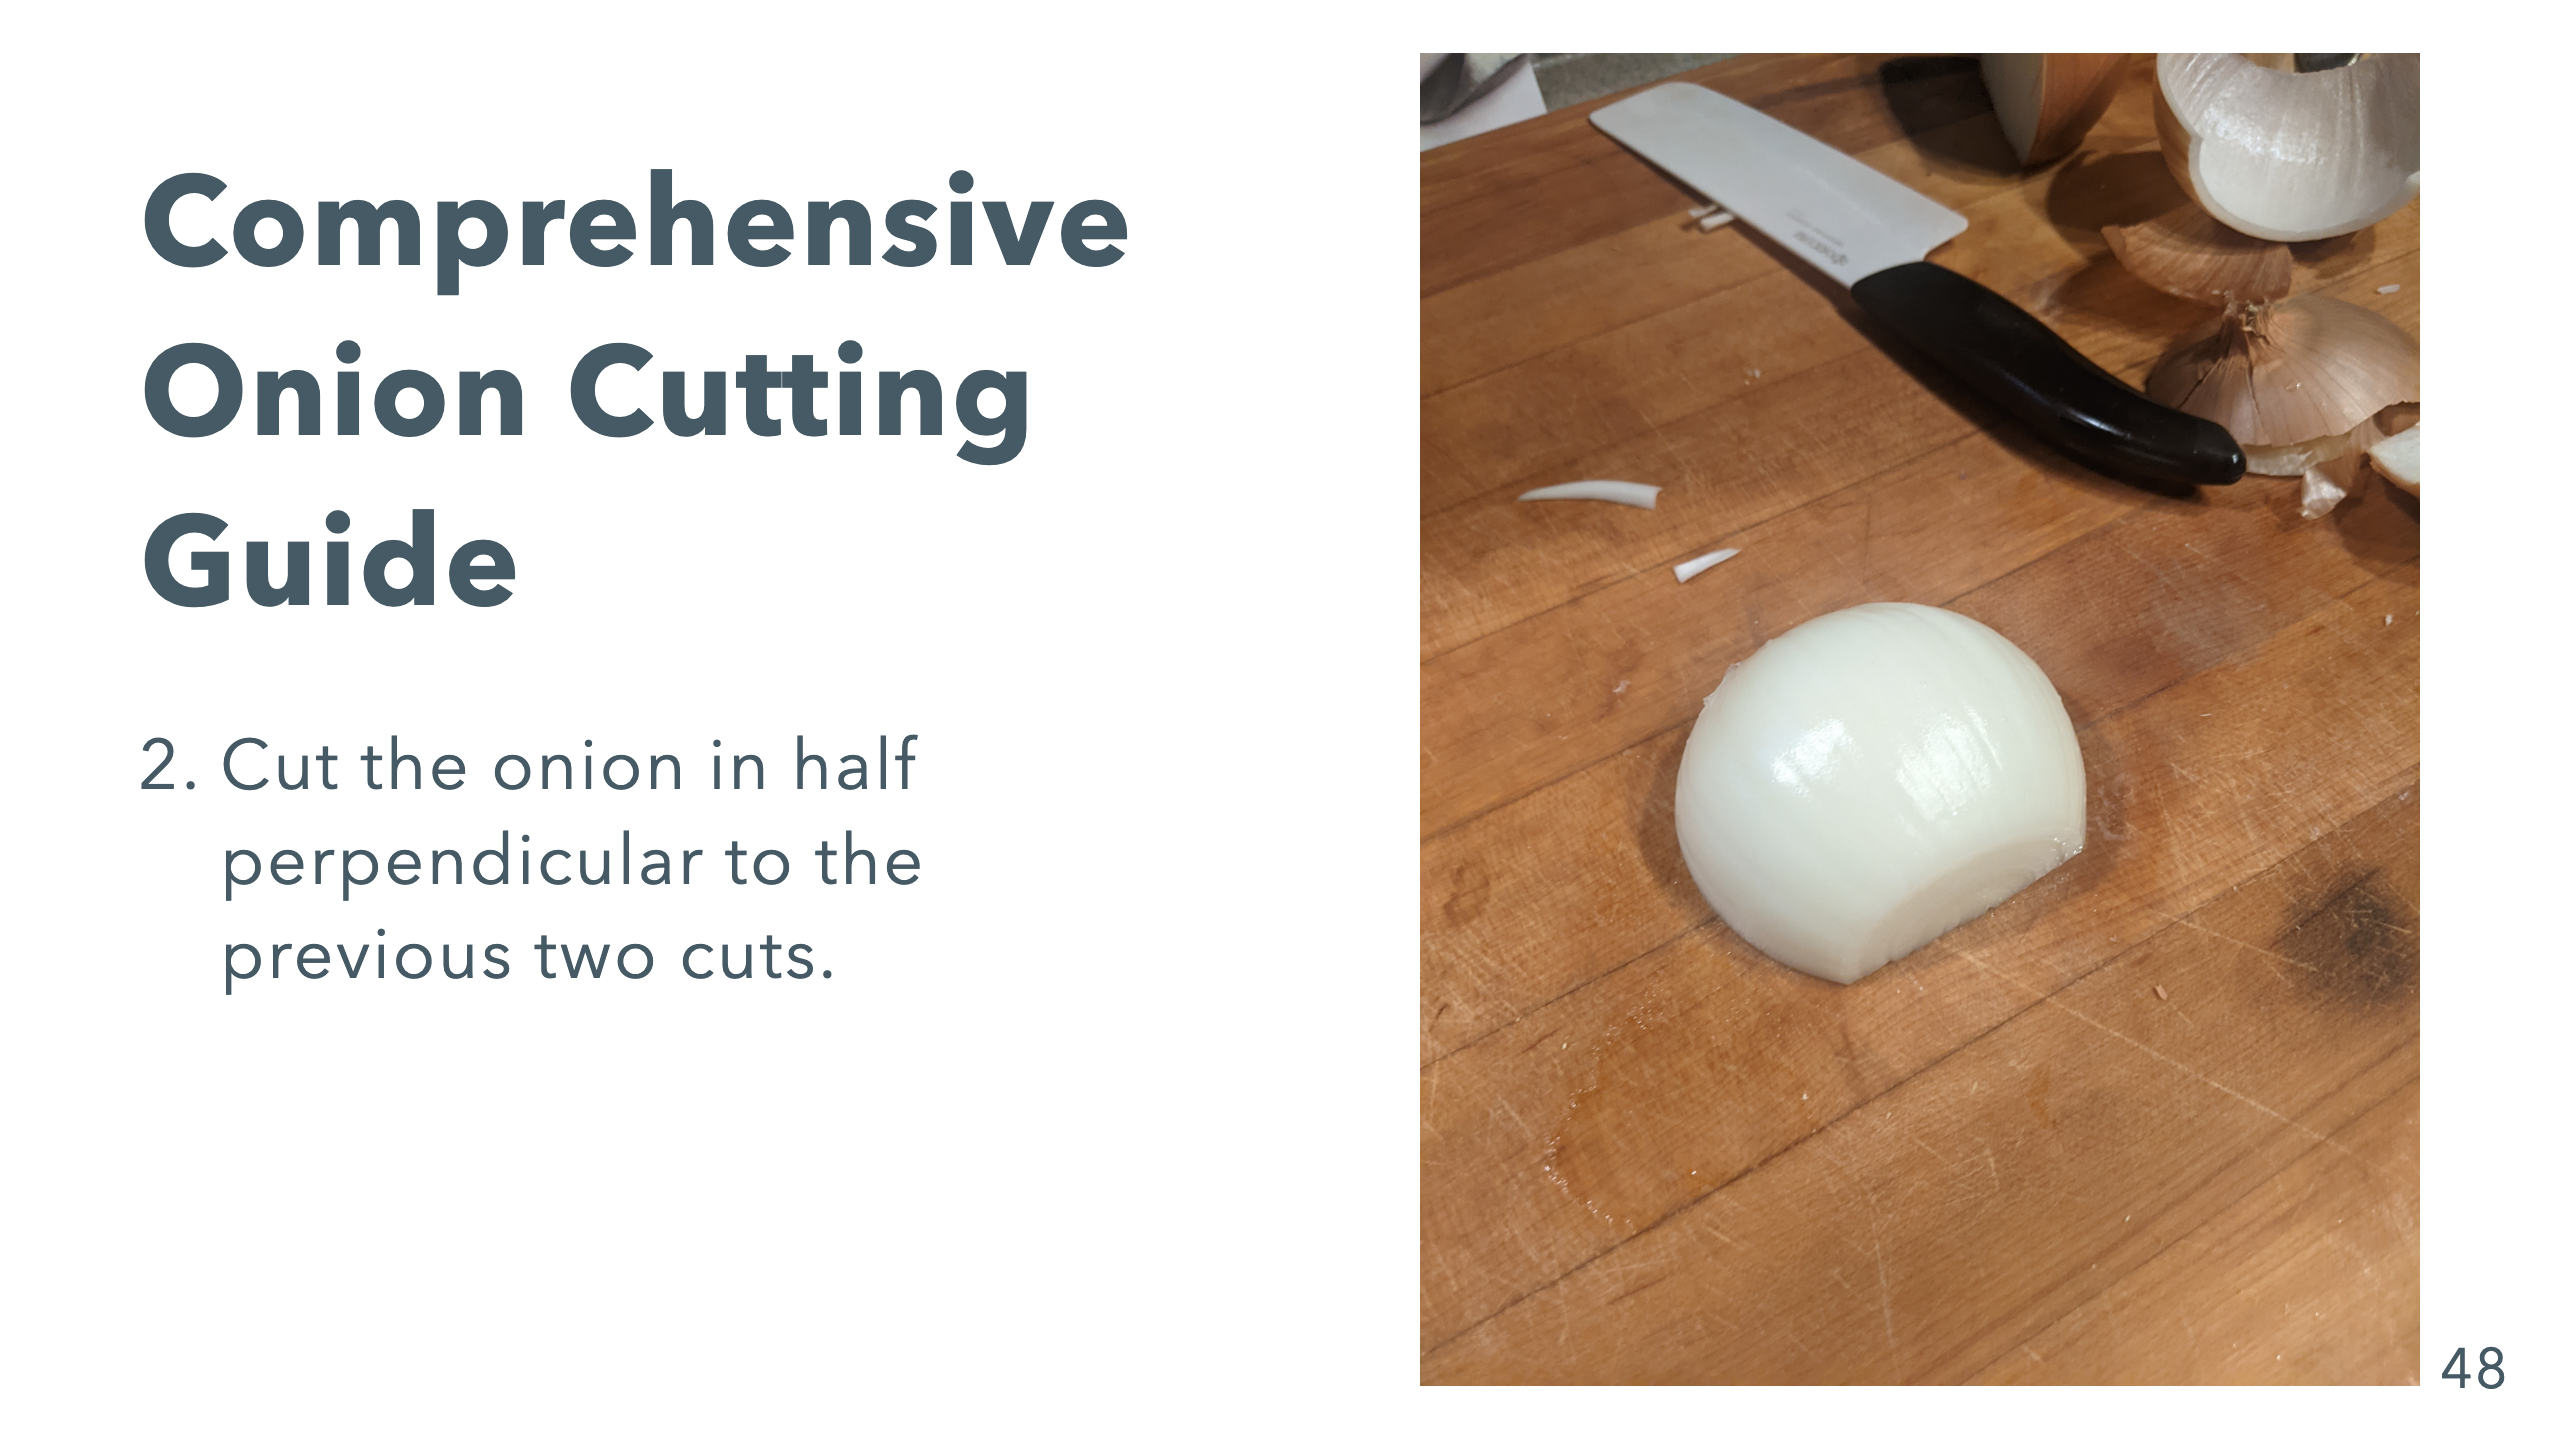 Comprehensive
Onion Cutting
Guide
2. Cut the onion in half
perpendicular to the
previous two cuts.
48